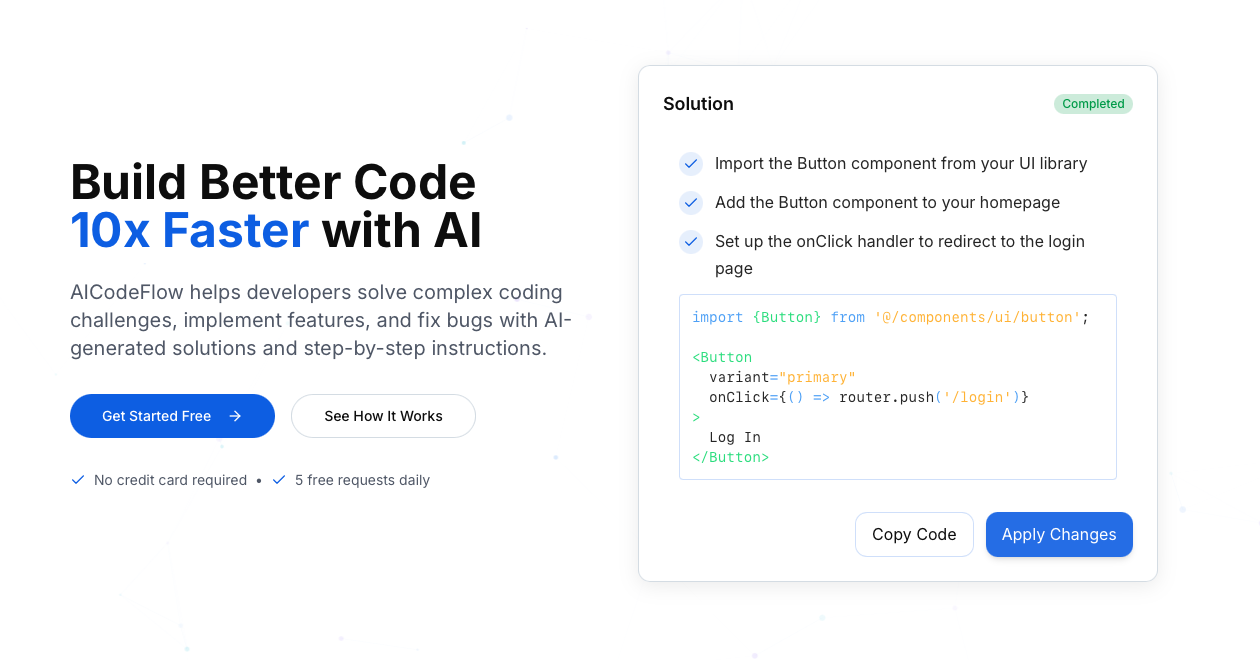 Build Better Code
10x Faster with AI
AICodeFlow helps developers solve complex coding
challenges, implement features, and fix bugs with AI-
generated solutions and step-by-step instructions.
Get Started Free
See How It Works
No credit card required • 5 free requests daily
Solution
Completed
Import the Button component from your UI library
Add the Button component to your homepage
Set up the onClick handler to redirect to the login
page
import {Button} from '@/components/ui/button';
<Button
  variant="primary"
  onClick={() => router.push('/login')}
>
  Log In
</Button>
Copy Code
Apply Changes